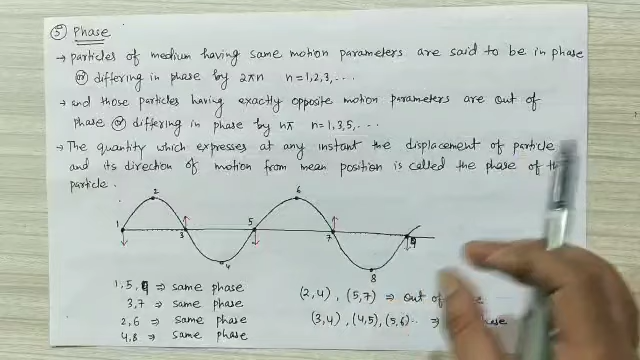 ⑤ Phase
→ particles of medium having same motion parameters are said to be in phase
or differing in phase by 2πn n=1,2,3,...
→ and those particles having exactly opposite motion parameters are out of
phase or differing in phase by nπ n=1,3,5,...
→ The quantity which expresses at any instant the displacement of particle
and its direction of motion from mean position is called the phase of the
particle.
1 2 3 4 5 6 7 8 9
1,5,9 ⇒ same phase
3,7 ⇒ same phase
2,6 ⇒ same phase
4,8 ⇒ same phase
(2,4), (5,7) ⇒ out of
(3,4), (4,5), (5,6).. ⇒